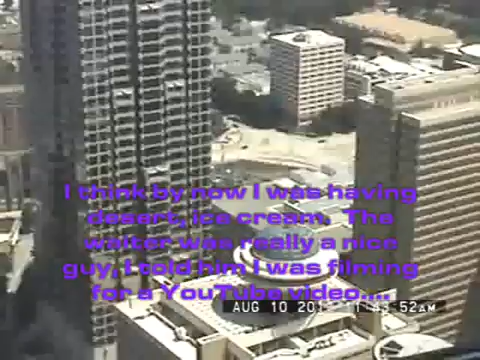 I think by now I was having
desert, ice cream. The
waiter was really a nice
guy, I told him I was filming
for a YouTube video....
AUG 10 52AM